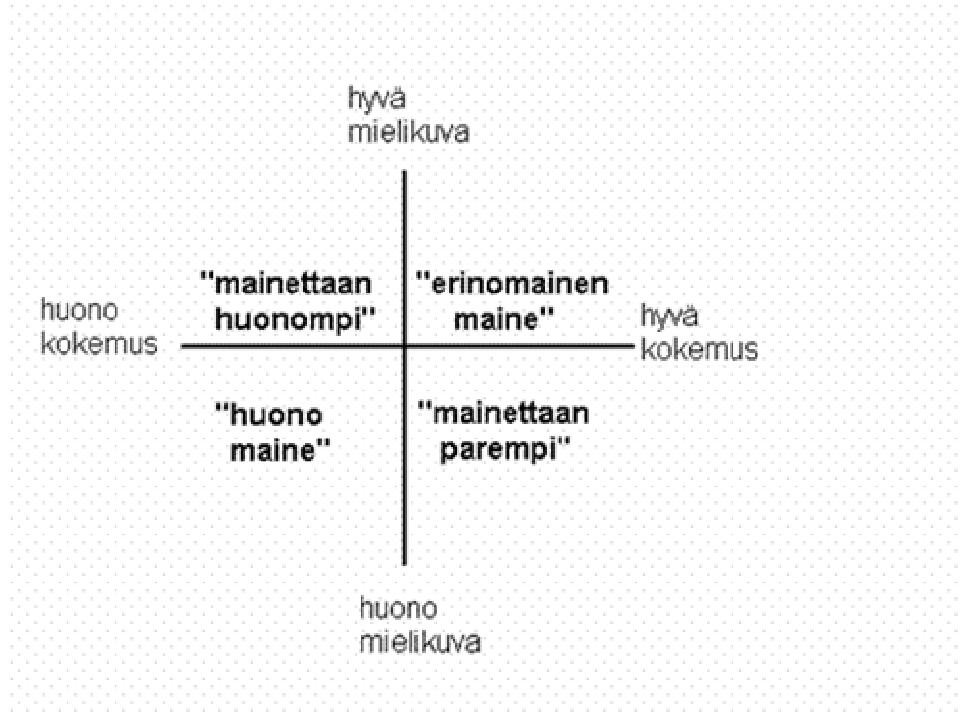 hyvä
mielikuva
"mainettaan
huonompi"
"erinomainen
maine"
huono
kokemus
hyvä
kokemus
"huono
maine"
"mainettaan
parempi"
huono
mielikuva